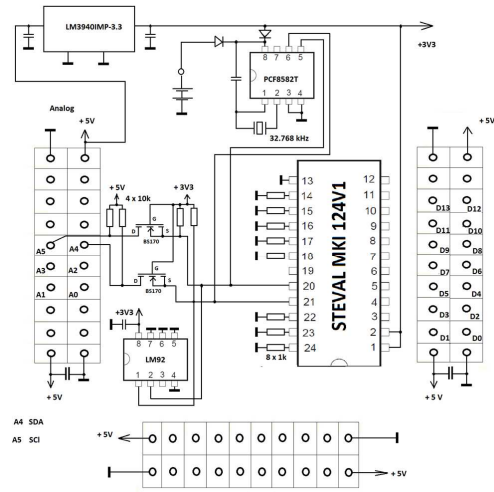 LM3940IMP-3.3
+3V3
8 7 6 5
PCF8582T
1 2 3 4
32.768 kHz
Analog
+ 5V
+ 5V
+ 5V
4 x 10k
+3V3
G
D
S
BS170
G
D
S
BS170
A5
A4
A3
A2
A1
A0
+3V3
8 7 6 5
LM92
1 2 3 4
+ 5V
STEVAL MKI 124V1
13
12
14
11
15
10
16
9
17
8
18
7
19
6
20
5
21
4
22
3
23
2
24
1
8 x 1k
D13
D12
D11
D10
D9
D8
D7
D6
D5
D4
D3
D2
D1
D0
+ 5 V
A4 SDA
A5 SCI
+ 5V
+ 5V